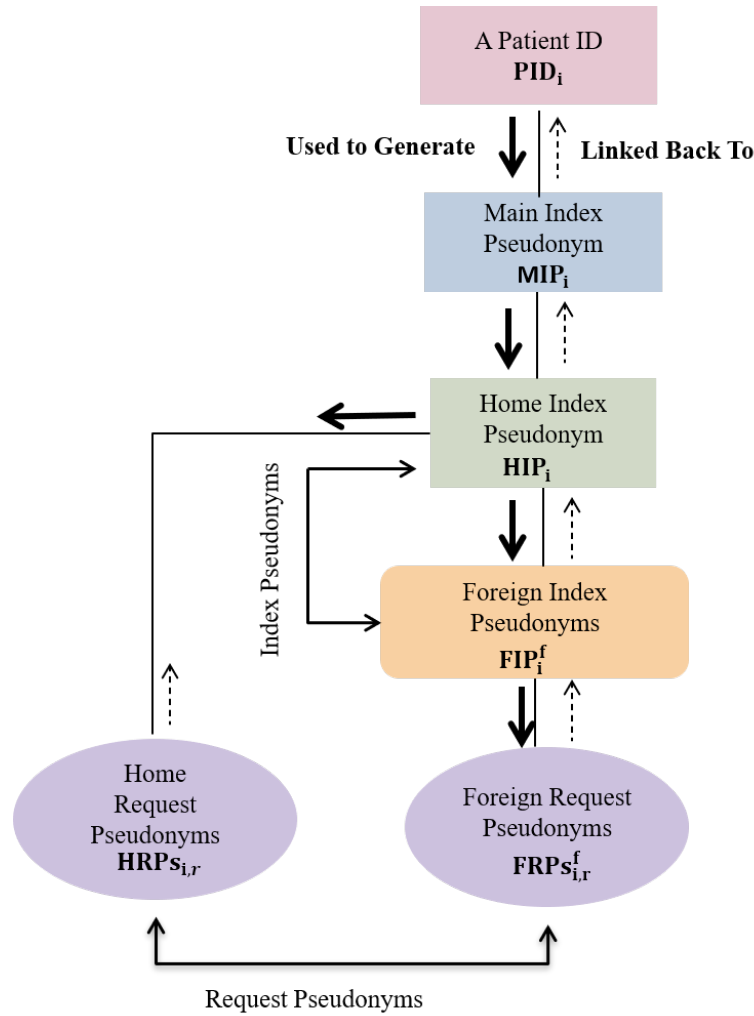 A Patient ID
PIDᵢ
Used to Generate
Linked Back To
Main Index
Pseudonym
MIPᵢ
Home Index
Pseudonym
HIPᵢ
Index Pseudonyms
Foreign Index
Pseudonyms
FIPᵢᶠ
Home
Request
Pseudonyms
HRPsᵢ,ᵣ
Foreign Request
Pseudonyms
FRPsᵢ,ᵣᶠ
Request Pseudonyms